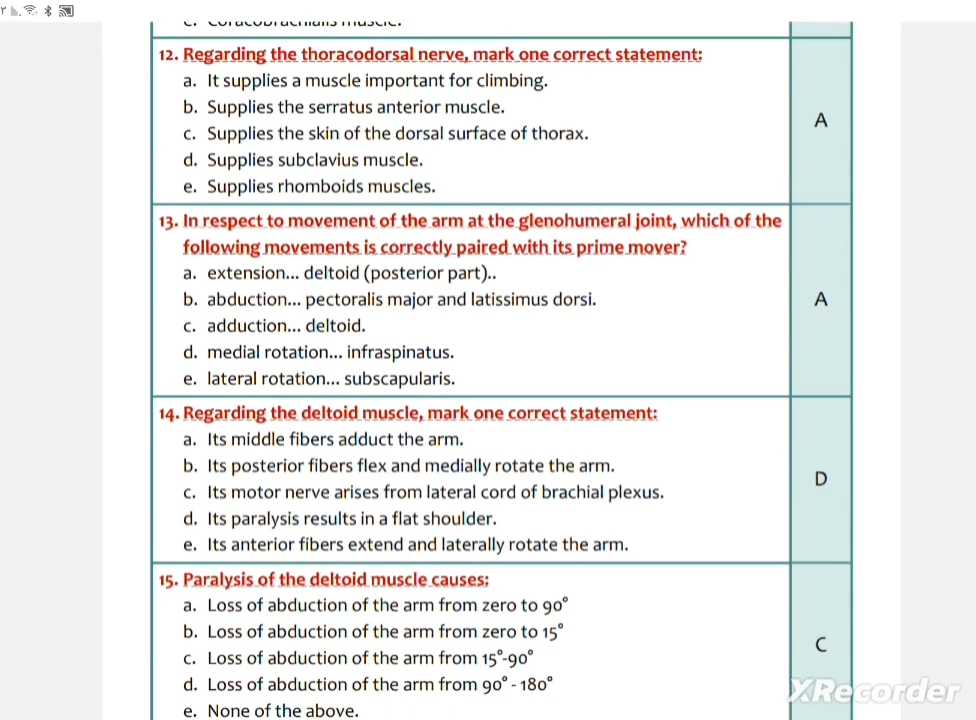 12. Regarding the thoracodorsal nerve, mark one correct statement:
a. It supplies a muscle important for climbing.
b. Supplies the serratus anterior muscle.
c. Supplies the skin of the dorsal surface of thorax.
d. Supplies subclavius muscle.
e. Supplies rhomboids muscles.
A
13. In respect to movement of the arm at the glenohumeral joint, which of the
following movements is correctly paired with its prime mover?
a. extension... deltoid (posterior part)..
b. abduction... pectoralis major and latissimus dorsi.
c. adduction... deltoid.
d. medial rotation... infraspinatus.
e. lateral rotation... subscapularis.
A
14. Regarding the deltoid muscle, mark one correct statement:
a. Its middle fibers adduct the arm.
b. Its posterior fibers flex and medially rotate the arm.
c. Its motor nerve arises from lateral cord of brachial plexus.
d. Its paralysis results in a flat shoulder.
e. Its anterior fibers extend and laterally rotate the arm.
D
15. Paralysis of the deltoid muscle causes:
a. Loss of abduction of the arm from zero to 90°
b. Loss of abduction of the arm from zero to 15°
c. Loss of abduction of the arm from 15°-90°
d. Loss of abduction of the arm from 90° - 180°
e. None of the above.
C
XRecorder